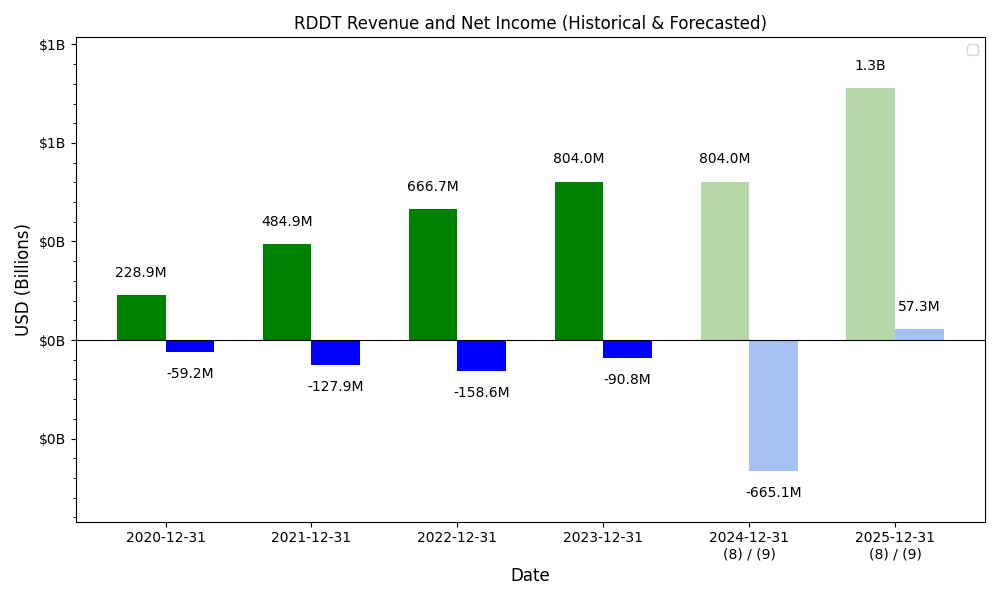 RDDT Revenue and Net Income (Historical & Forecasted)
$1B
1.3B
$1B
804.0M
804.0M
666.7M
484.9M
$0B
USD (Billions)
228.9M
57.3M
$0B
-59.2M
-127.9M
-158.6M
-90.8M
$0B
-665.1M
2020-12-31
2021-12-31
2022-12-31
2023-12-31
2024-12-31
(8) / (9)
2025-12-31
(8) / (9)
Date